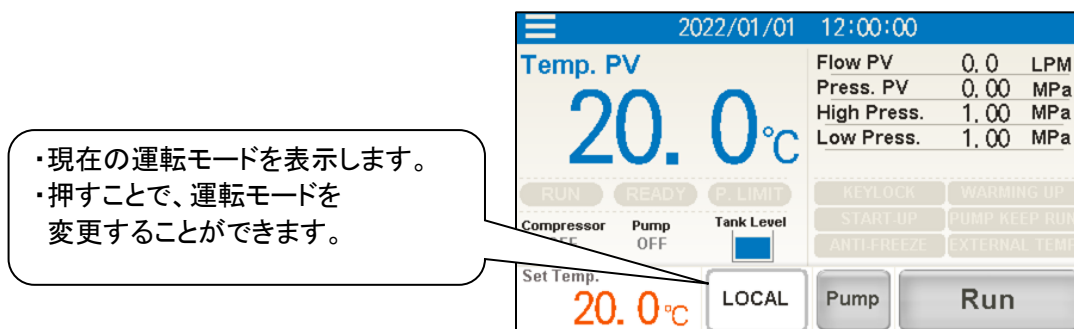 2022/01/01 12:00:00
Temp. PV
20.0℃
Flow PV 0.0 LPM
Press. PV 0.00 MPa
High Press. 1.00 MPa
Low Press. 1.00 MPa
・現在の運転モードを表示します。
・押すことで、運転モードを
変更することができます。
RUN READY P. LIMIT
KEYLOCK WARMING UP
START-UP PUMP KEEP RUN
ANTI-FREEZE EXTERNAL TEMP
Compressor Pump Tank Level
OFF
Set Temp.
20.0℃
LOCAL
Pump
Run